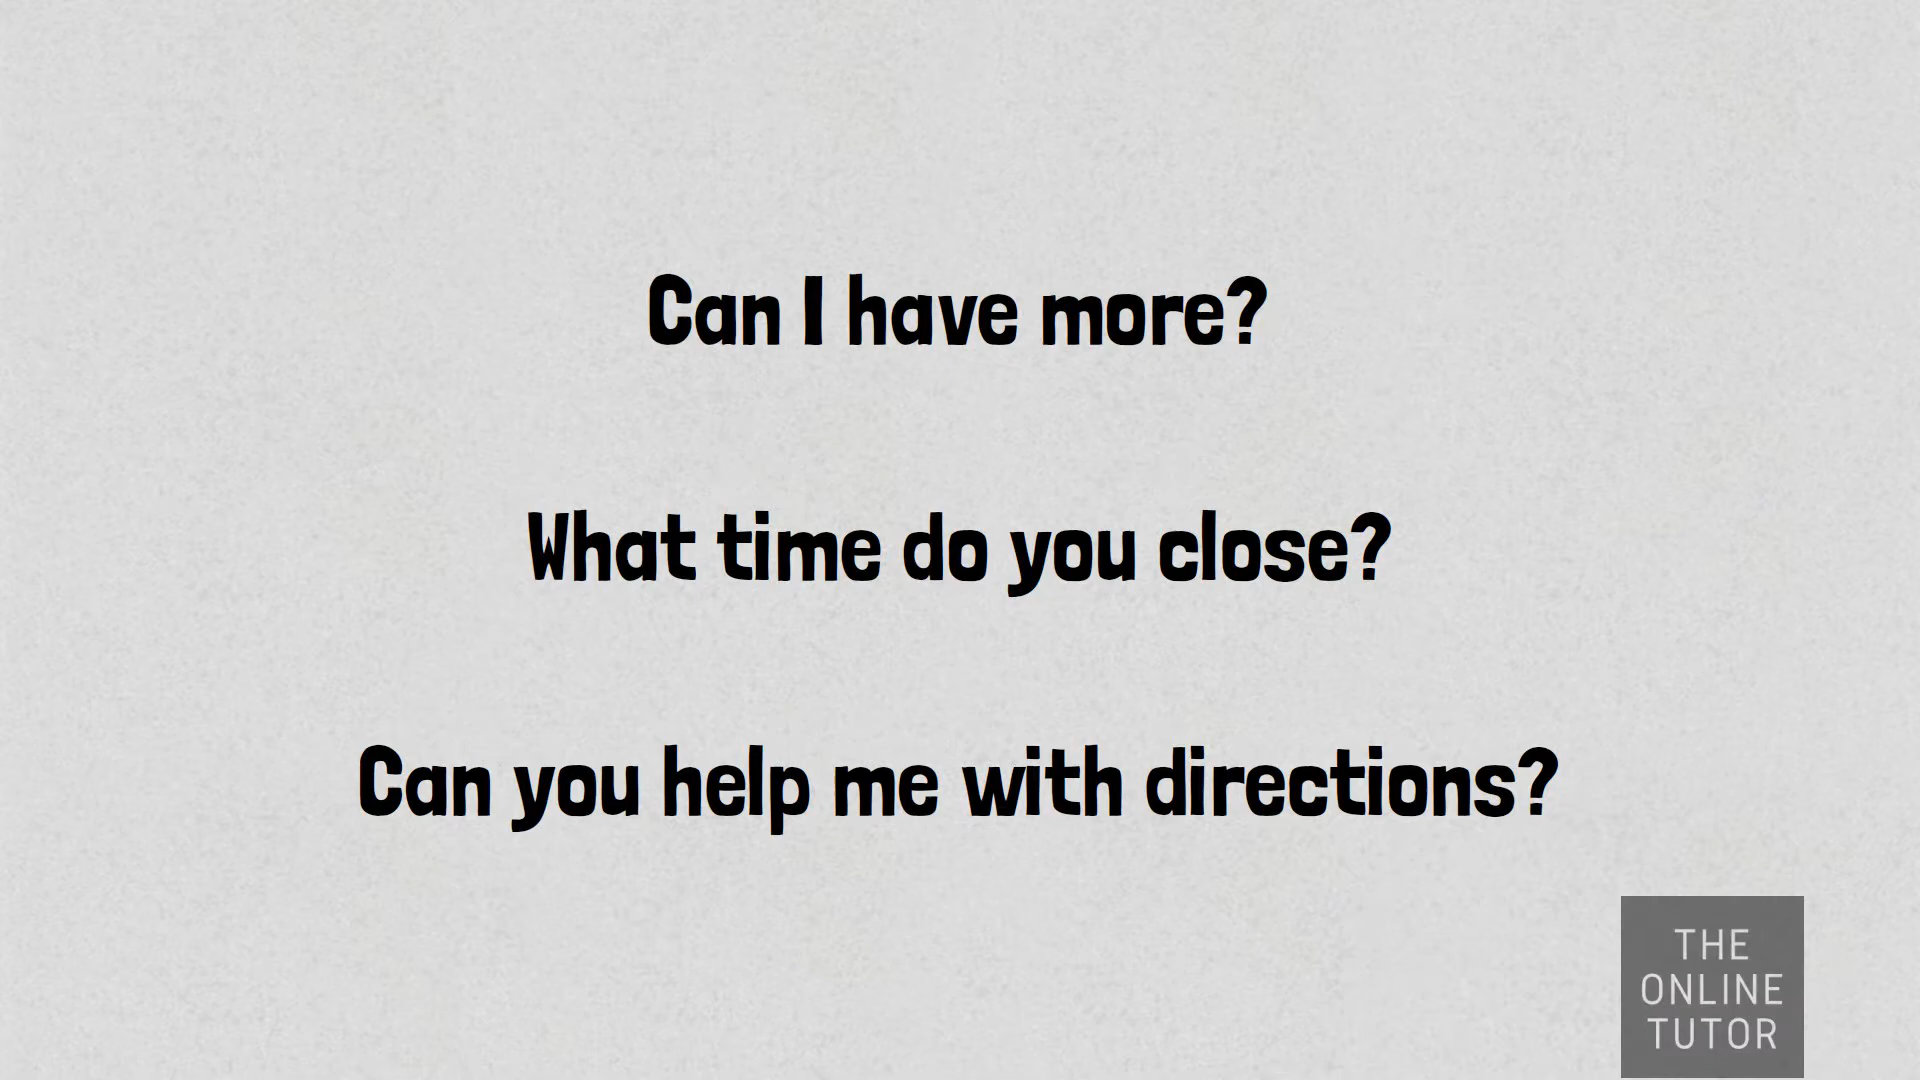 Can I have more?
What time do you close?
Can you help me with directions?
THE
ONLINE
TUTOR